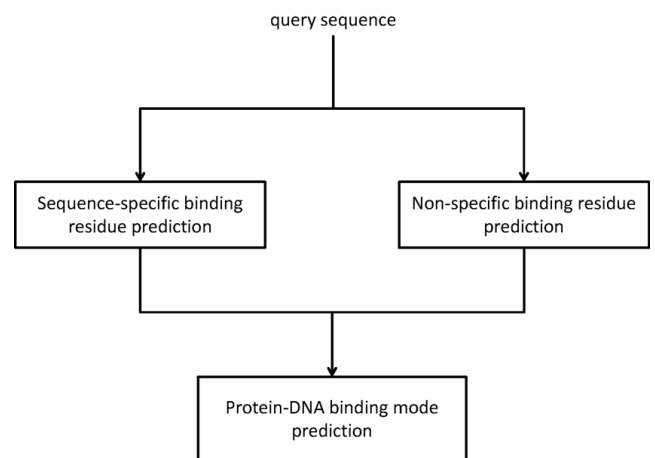 query sequence
Sequence-specific binding
residue prediction
Non-specific binding residue
prediction
Protein-DNA binding mode
prediction